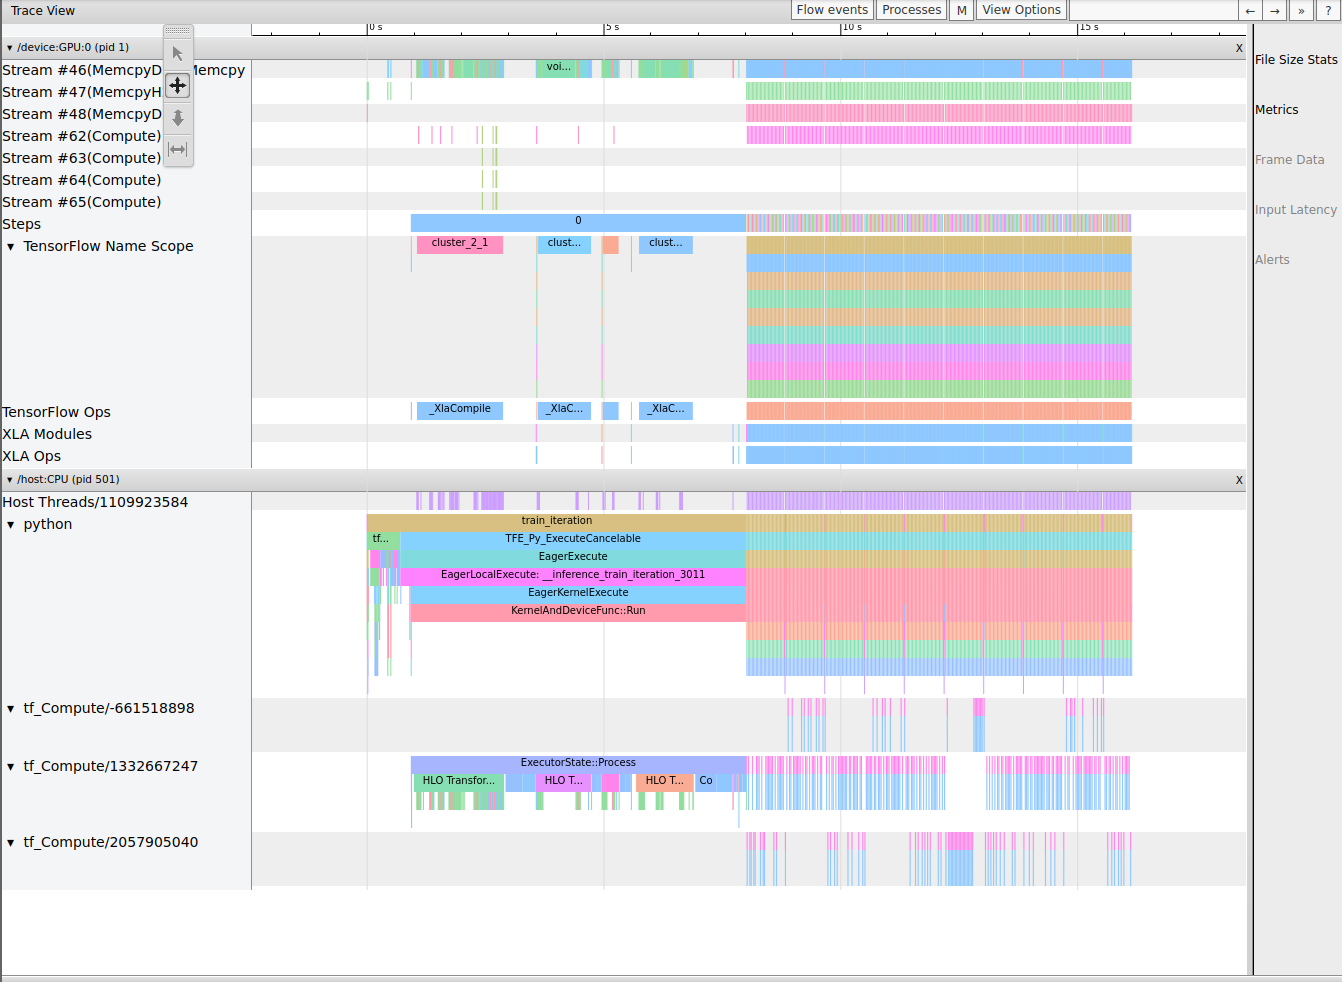 Trace View
Flow events Processes M View Options ← → » ?
0 s 5 s 10 s 15 s
▼ /device:GPU:0 (pid 1) X
File Size Stats
Metrics
Frame Data
Input Latency
Alerts
Stream #46(MemcpyD Memcpy
voi...
Stream #47(MemcpyH
Stream #48(MemcpyD
Stream #62(Compute)
Stream #63(Compute)
Stream #64(Compute)
Stream #65(Compute)
Steps 0
▼ TensorFlow Name Scope cluster_2_1 clust... clust...
TensorFlow Ops _XlaCompile _XlaC... _XlaC...
XLA Modules
XLA Ops
▼ /host:CPU (pid 501) X
Host Threads/1109923584
▼ python train_iteration
tf... TFE_Py_ExecuteCancelable
EagerExecute
EagerLocalExecute: __inference_train_iteration_3011
EagerKernelExecute
KernelAndDeviceFunc::Run
▼ tf_Compute/-661518898
▼ tf_Compute/1332667247 ExecutorState::Process
HLO Transfor... HLO T... HLO T... Co
▼ tf_Compute/2057905040